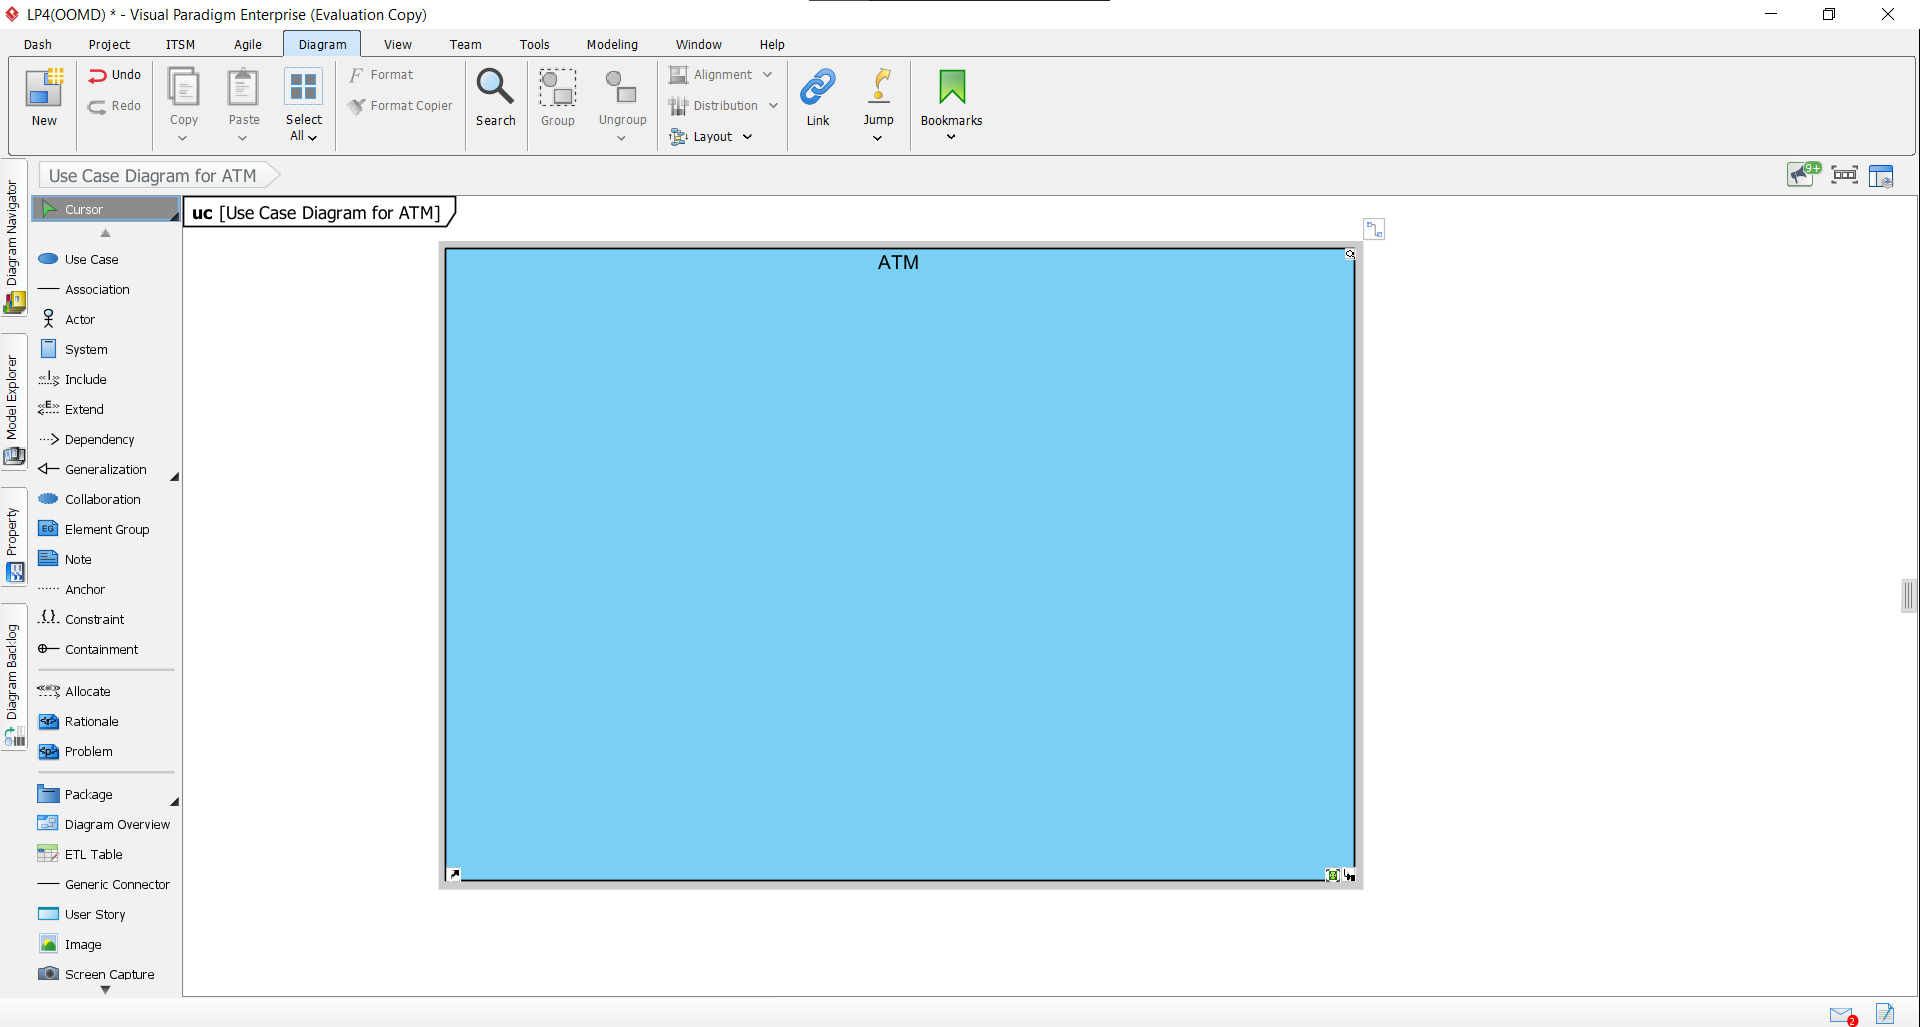 LP4(OOMD) * - Visual Paradigm Enterprise (Evaluation Copy)
Dash Project ITSM Agile Diagram View Team Tools Modeling Window Help
New
Undo
Redo
Copy
Paste
Select
All
Format
Format Copier
Search
Group
Ungroup
Alignment
Distribution
Layout
Link
Jump
Bookmarks
Use Case Diagram for ATM
9+
Diagram Navigator
Model Explorer
Property
Diagram Backlog
Cursor
Use Case
Association
Actor
System
Include
Extend
Dependency
Generalization
Collaboration
EG Element Group
Note
Anchor
Constraint
Containment
Allocate
Rationale
Problem
Package
Diagram Overview
ETL Table
Generic Connector
User Story
Image
Screen Capture
uc [Use Case Diagram for ATM]
ATM
2